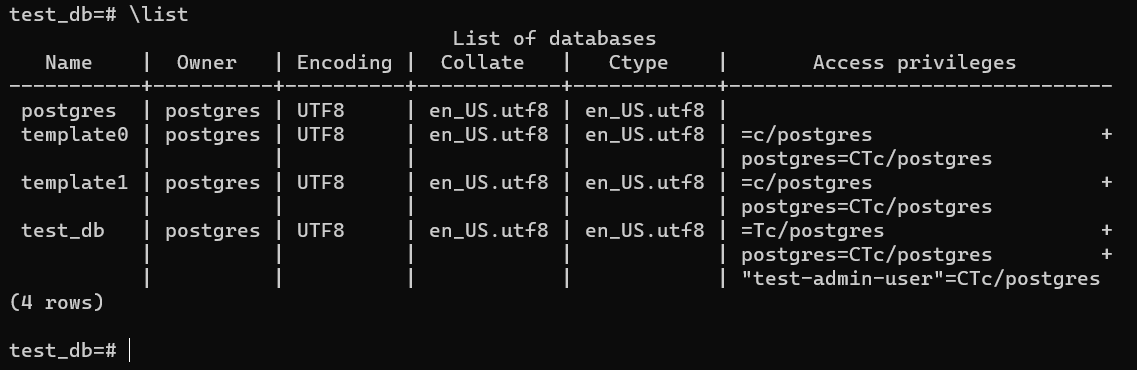 test_db=# \list
                                     List of databases
   Name    |  Owner   | Encoding |  Collate   |   Ctype    |       Access privileges
-----------+----------+----------+------------+------------+--------------------------------
 postgres  | postgres | UTF8     | en_US.utf8 | en_US.utf8 |
 template0 | postgres | UTF8     | en_US.utf8 | en_US.utf8 | =c/postgres                   +
           |          |          |            |            | postgres=CTc/postgres
 template1 | postgres | UTF8     | en_US.utf8 | en_US.utf8 | =c/postgres                   +
           |          |          |            |            | postgres=CTc/postgres
 test_db   | postgres | UTF8     | en_US.utf8 | en_US.utf8 | =Tc/postgres                  +
           |          |          |            |            | postgres=CTc/postgres         +
           |          |          |            |            | "test-admin-user"=CTc/postgres
(4 rows)

test_db=#